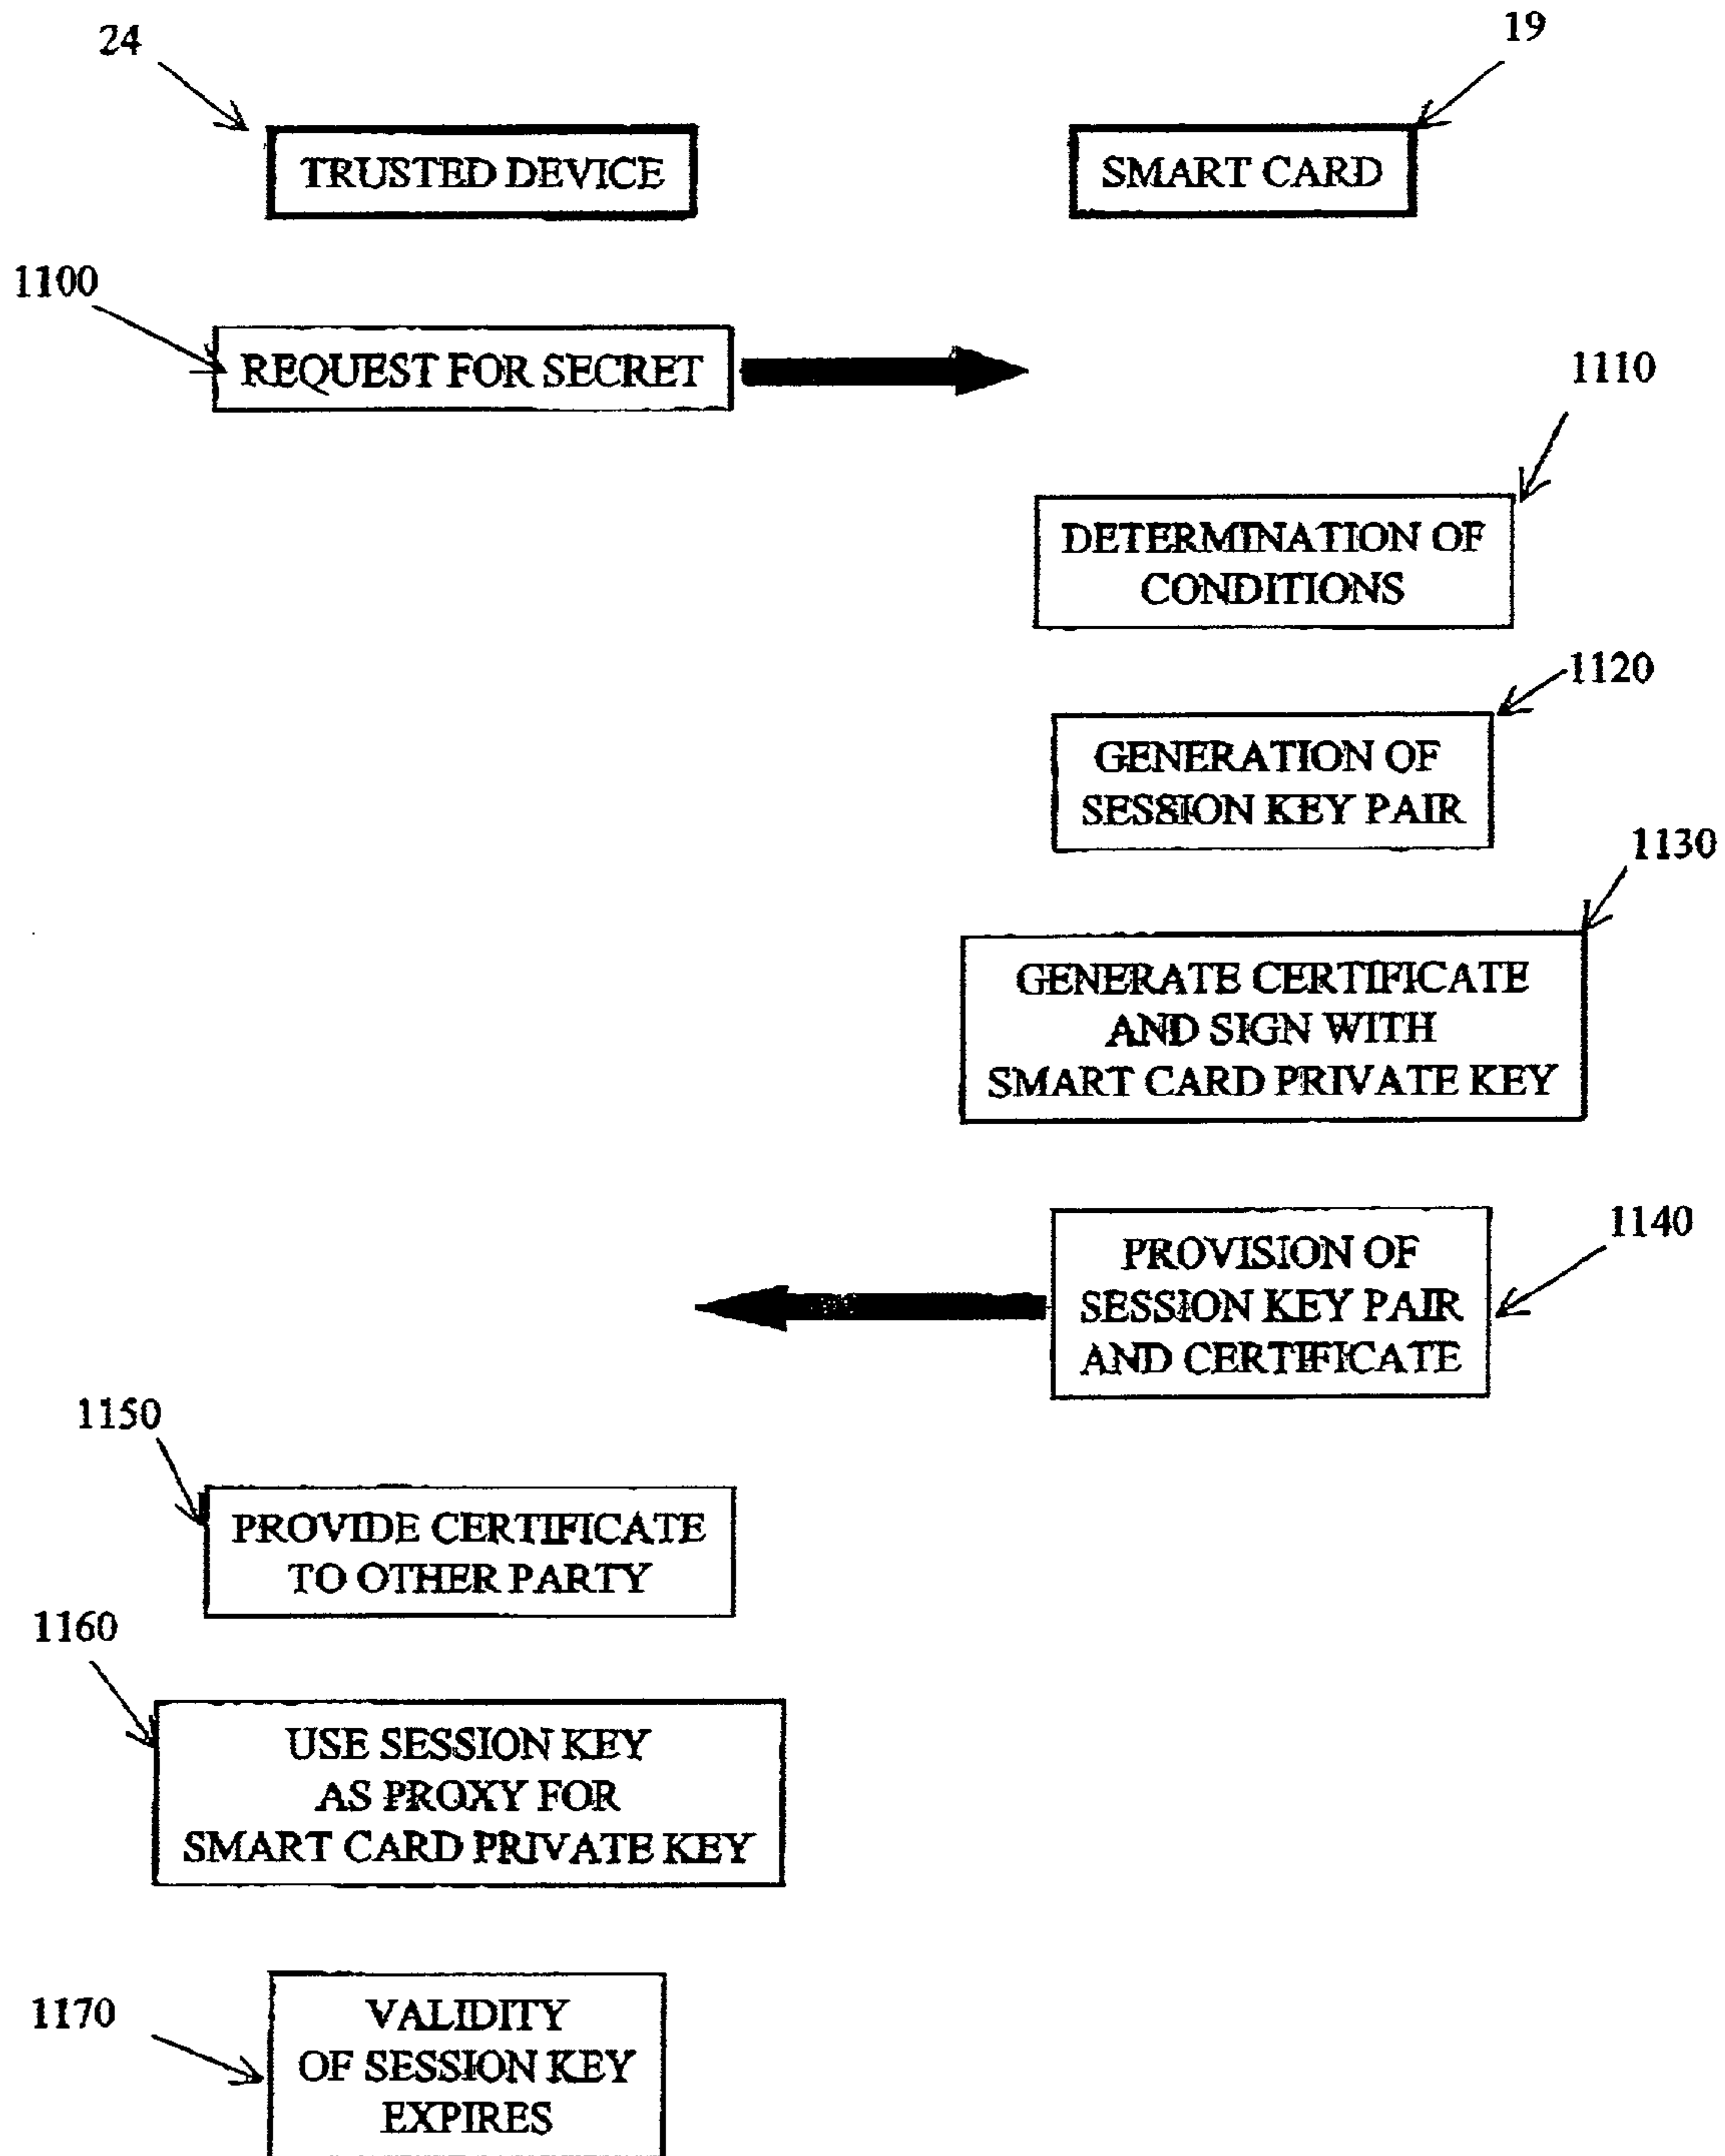 24
19
TRUSTED DEVICE
SMART CARD
1100
REQUEST FOR SECRET
1110
DETERMINATION OF
CONDITIONS
1120
GENERATION OF
SESSION KEY PAIR
1130
GENERATE CERTIFICATE
AND SIGN WITH
SMART CARD PRIVATE KEY
1140
PROVISION OF
SESSION KEY PAIR
AND CERTIFICATE
1150
PROVIDE CERTIFICATE
TO OTHER PARTY
1160
USE SESSION KEY
AS PROXY FOR
SMART CARD PRIVATE KEY
1170
VALIDITY
OF SESSION KEY
EXPIRES